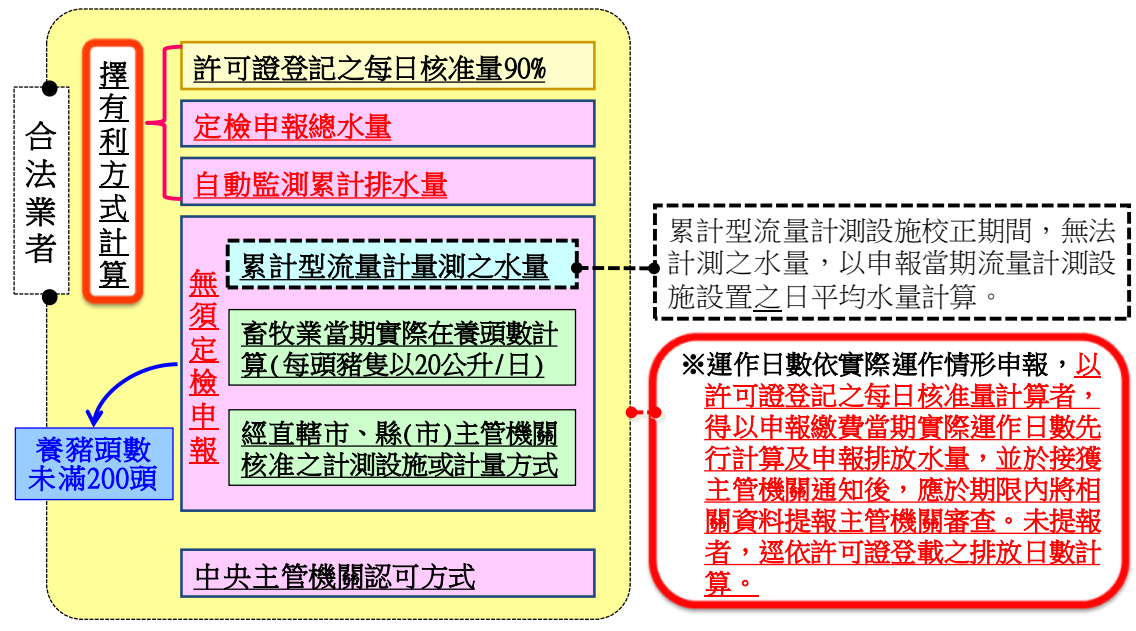 合法業者
擇有利方式計算
許可證登記之每日核准量90%
定檢申報總水量
自動監測累計排水量
無須定檢申報
累計型流量計量測之水量
畜牧業當期實際在養頭數計
算(每頭豬隻以20公升/日)
經直轄市、縣(市)主管機關
核准之計測設施或計量方式
養豬頭數
未滿200頭
中央主管機關認可方式
累計型流量計測設施校正期間，無法
計測之水量，以申報當期流量計測設
施設置之日平均水量計算。
※運作日數依實際運作情形申報，以
許可證登記之每日核准量計算者，
得以申報繳費當期實際運作日數先
行計算及申報排放水量，並於接獲
主管機關通知後，應於期限內將相
關資料提報主管機關審查。未提報
者，逕依許可證登載之排放日數計
算。